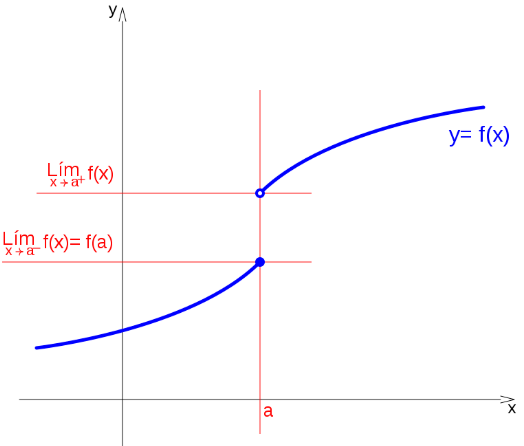 y
y= f(x)
Lím f(x)
x→a+
Lím f(x)= f(a)
x→a−
a
x